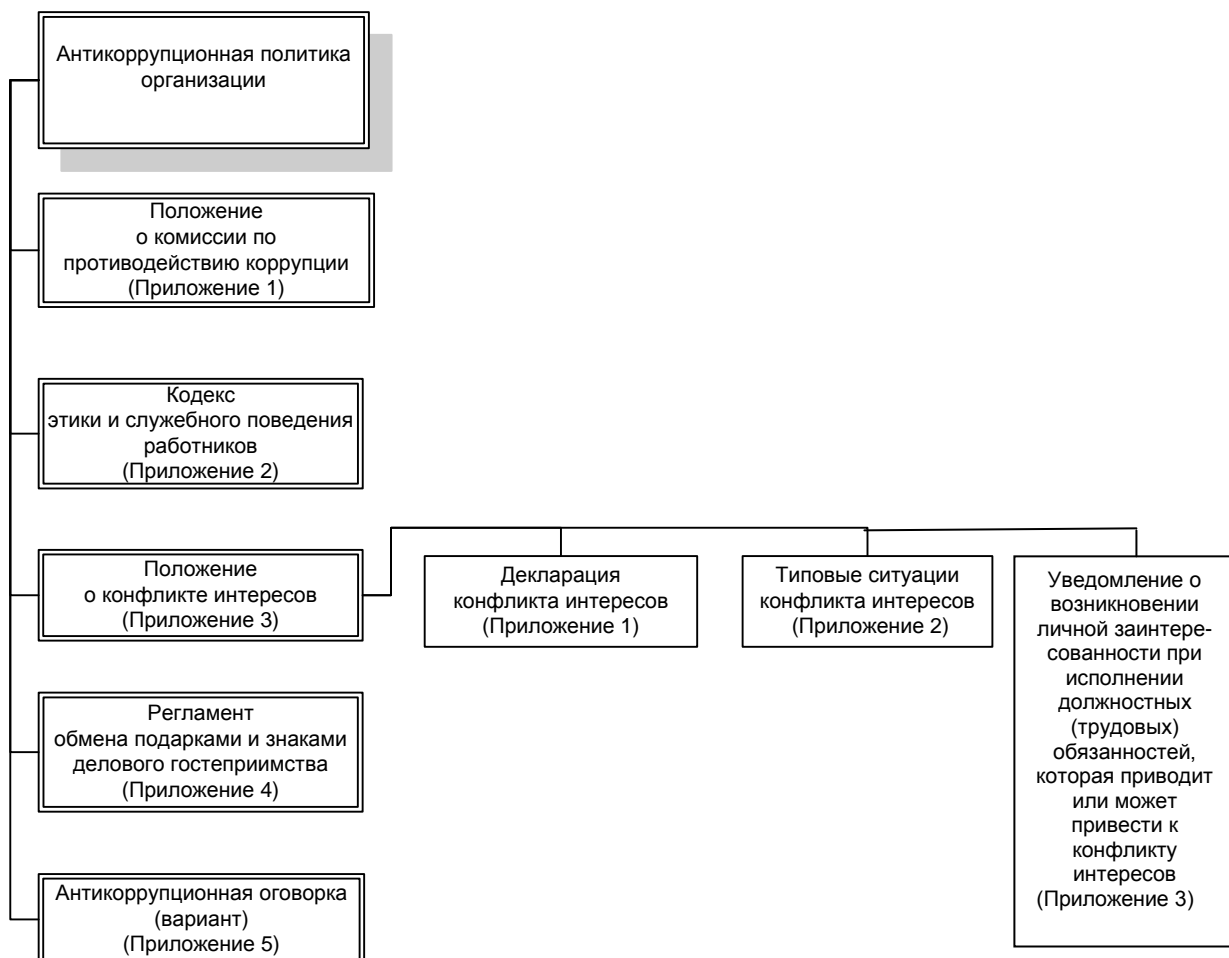 Антикоррупционная политика
организации
Положение
о комиссии по
противодействию коррупции
(Приложение 1)
Кодекс
этики и служебного поведения
работников
(Приложение 2)
Положение
о конфликте интересов
(Приложение 3)
Декларация
конфликта интересов
(Приложение 1)
Типовые ситуации
конфликта интересов
(Приложение 2)
Уведомление о
возникновении
личной заинтере-
сованности при
исполнении
должностных
(трудовых)
обязанностей,
которая приводит
или может
привести к
конфликту
интересов
(Приложение 3)
Регламент
обмена подарками и знаками
делового гостеприимства
(Приложение 4)
Антикоррупционная оговорка
(вариант)
(Приложение 5)